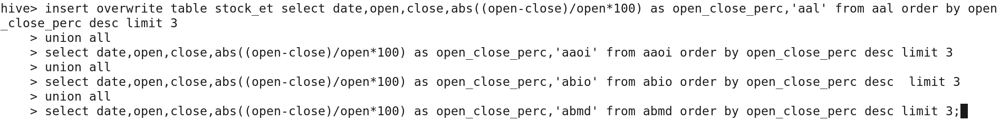 hive> insert overwrite table stock_et select date,open,close,abs((open-close)/open*100) as open_close_perc,'aal' from aal order by open
_close_perc desc limit 3
    > union all
    > select date,open,close,abs((open-close)/open*100) as open_close_perc,'aaoi' from aaoi order by open_close_perc desc limit 3
    > union all
    > select date,open,close,abs((open-close)/open*100) as open_close_perc,'abio' from abio order by open_close_perc desc  limit 3
    > union all
    > select date,open,close,abs((open-close)/open*100) as open_close_perc,'abmd' from abmd order by open_close_perc desc limit 3;